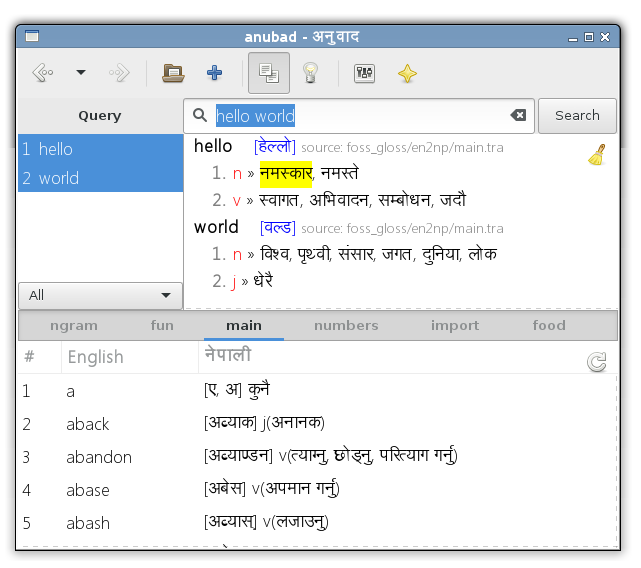 anubad - अनुवाद
Query
hello world
Search
1 hello
2 world
All
hello [हेल्लो] source: foss_gloss/en2np/main.tra
1. n » नमस्कार, नमस्ते
2. v » स्वागत, अभिवादन, सम्बोधन, जदौ
world [वर्ल्ड] source: foss_gloss/en2np/main.tra
1. n » विश्व, पृथ्वी, संसार, जगत, दुनिया, लोक
2. j » धेरै
ngram fun main numbers import food
# English नेपाली
1 a [ए, अ] कुनै
2 aback [अब्याक] j(अनानक)
3 abandon [अब्याण्डन] v(त्याग्नु, छोड्नु, परित्याग गर्नु)
4 abase [अबेस] v(अपमान गर्नु)
5 abash [अब्यास] v(लजाउनु)